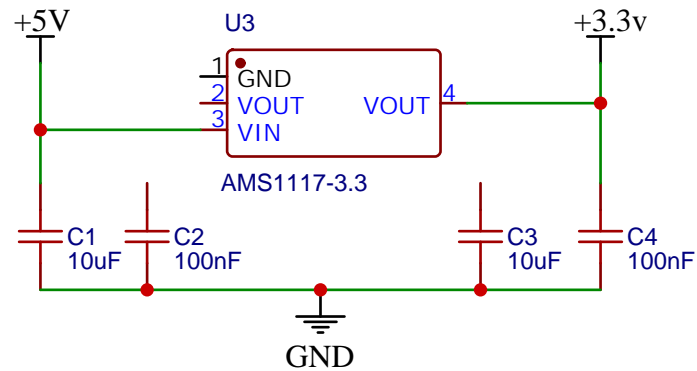 +5V
U3
+3.3v
1
GND
2
VOUT
VOUT
4
3
VIN
AMS1117-3.3
C1
10uF
C2
100nF
C3
10uF
C4
100nF
GND